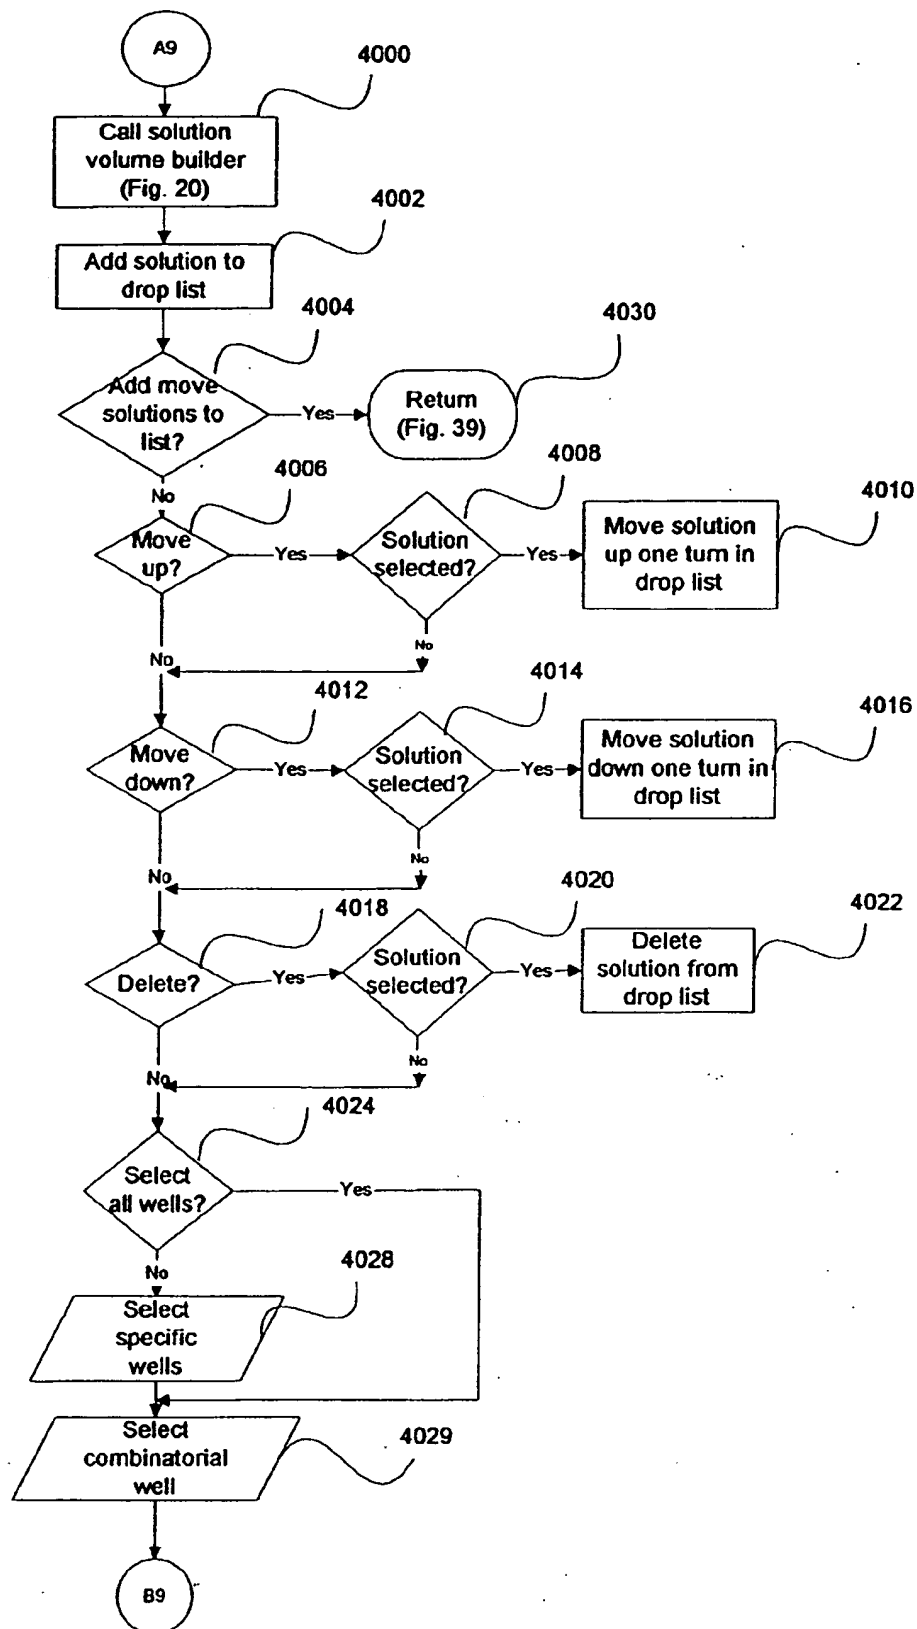 A9
4000
Call solution
volume builder
(Fig. 20)
4002
Add solution to
drop list
4004
Add move
solutions to
list?
Yes
4030
Return
(Fig. 39)
No
4006
Move
up?
Yes
4008
Solution
selected?
Yes
4010
Move solution
up one turn in
drop list
No
No
4012
Move
down?
Yes
4014
Solution
selected?
Yes
4016
Move solution
down one turn in
drop list
No
No
4018
Delete?
Yes
4020
Solution
selected?
Yes
4022
Delete
solution from
drop list
No
No
4024
Select
all wells?
Yes
No
4028
Select
specific
wells
4029
Select
combinatorial
well
B9